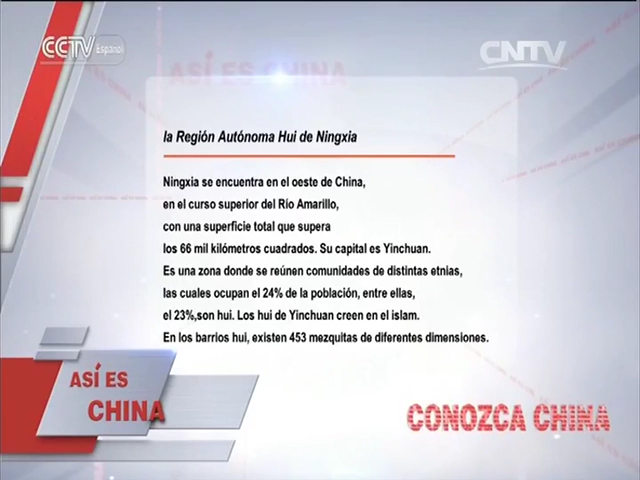 CCTV Español
CNTV
ASÍ ES CHINA
la Región Autónoma Hui de Ningxia
Ningxia se encuentra en el oeste de China,
en el curso superior del Río Amarillo,
con una superficie total que supera
los 66 mil kilómetros cuadrados. Su capital es Yinchuan.
Es una zona donde se reúnen comunidades de distintas etnias,
las cuales ocupan el 24% de la población, entre ellas,
el 23%,son hui. Los hui de Yinchuan creen en el islam.
En los barrios hui, existen 453 mezquitas de diferentes dimensiones.
ASÍ ES
CHINA
CONOZCA CHINA